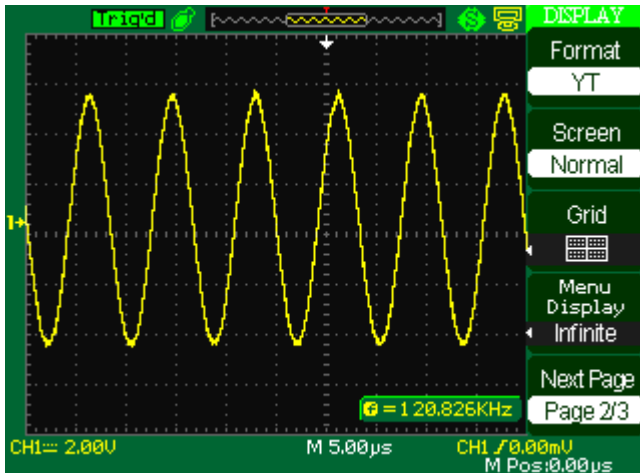 Trig'd
S
DISPLAY
Format
YT
Screen
Normal
Grid
Menu
Display
Infinite
Next Page
Page 2/3
1
f=120.826KHz
CH1 2.00V
M 5.00µs
CH1 0.00mV
M Pos:0.00µs